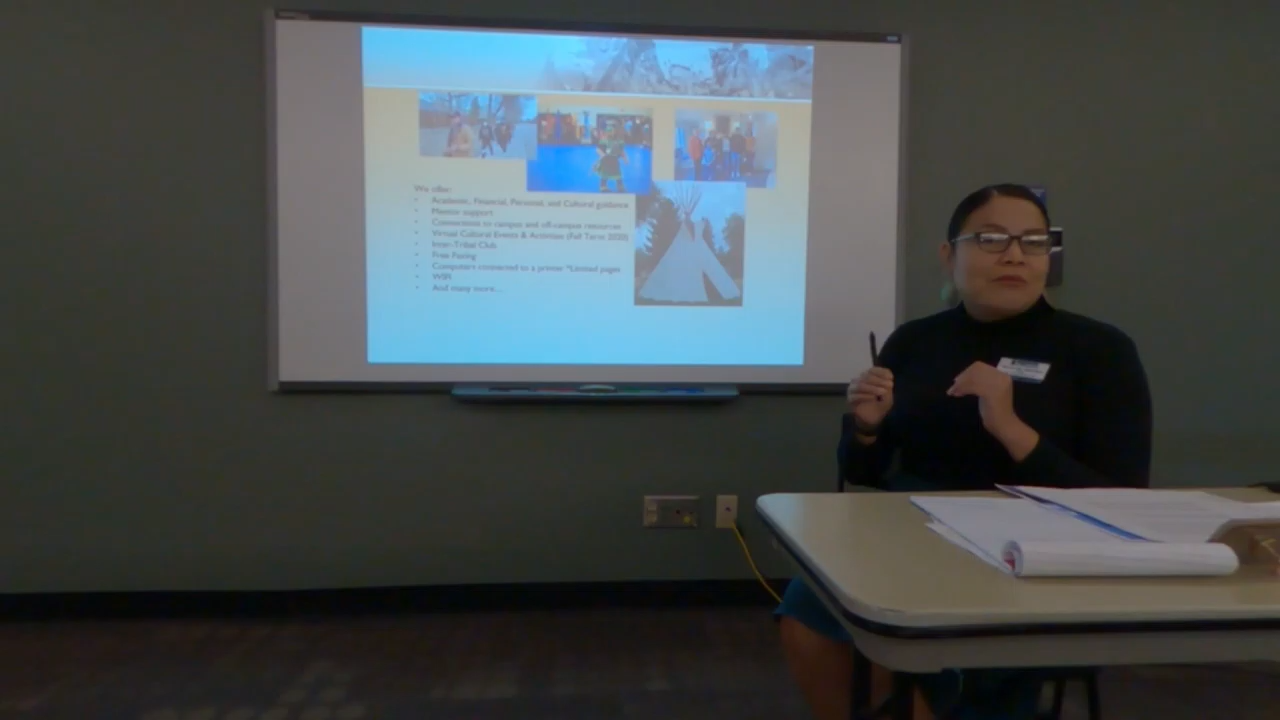 We offer:
• Academic, Financial, Personal, and Cultural guidance
• Mentor support
• Connections to campus and off-campus resources
• Virtual Cultural Events & Activities (Fall Term 2020)
• Inter-Tribal Club
• Free Faxing
• Computers connected to a printer *Limited pages
• WIFI
• And many more...